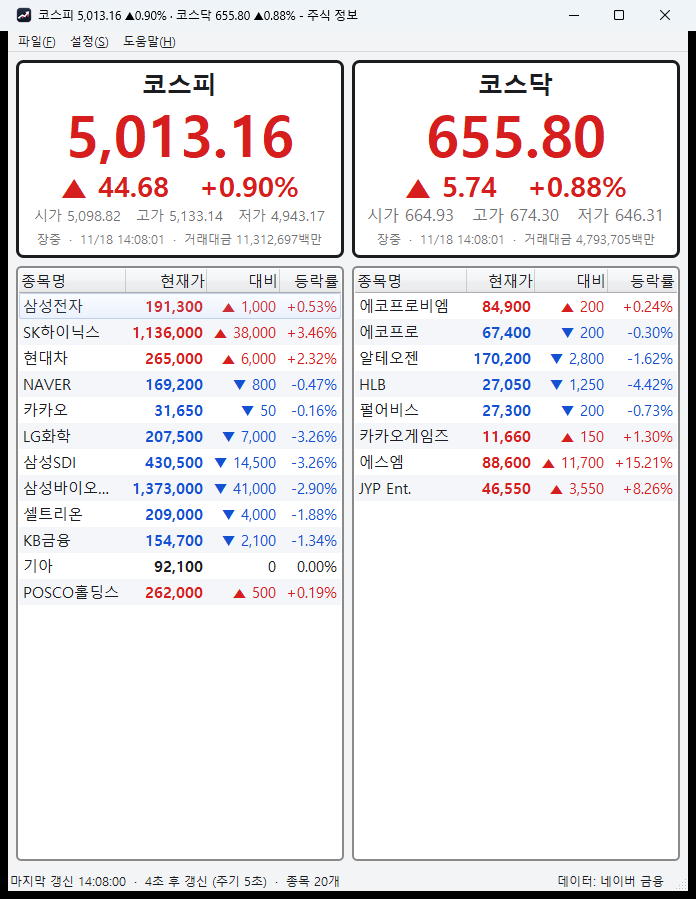 코스피 5,013.16 ▲0.90% · 코스닥 655.80 ▲0.88% - 주식 정보
파일(F) 설정(S) 도움말(H)
코스피
5,013.16
▲ 44.68 +0.90%
시가 5,098.82 고가 5,133.14 저가 4,943.17
장중 · 11/18 14:08:01 · 거래대금 11,312,697백만
코스닥
655.80
▲ 5.74 +0.88%
시가 664.93 고가 674.30 저가 646.31
장중 · 11/18 14:08:01 · 거래대금 4,793,705백만
종목명 현재가 대비 등락률
삼성전자 191,300 ▲ 1,000 +0.53%
SK하이닉스 1,136,000 ▲ 38,000 +3.46%
현대차 265,000 ▲ 6,000 +2.32%
NAVER 169,200 ▼ 800 -0.47%
카카오 31,650 ▼ 50 -0.16%
LG화학 207,500 ▼ 7,000 -3.26%
삼성SDI 430,500 ▼ 14,500 -3.26%
삼성바이오... 1,373,000 ▼ 41,000 -2.90%
셀트리온 209,000 ▼ 4,000 -1.88%
KB금융 154,700 ▼ 2,100 -1.34%
기아 92,100 0 0.00%
POSCO홀딩스 262,000 ▲ 500 +0.19%
종목명 현재가 대비 등락률
에코프로비엠 84,900 ▲ 200 +0.24%
에코프로 67,400 ▼ 200 -0.30%
알테오젠 170,200 ▼ 2,800 -1.62%
HLB 27,050 ▼ 1,250 -4.42%
펄어비스 27,300 ▼ 200 -0.73%
카카오게임즈 11,660 ▲ 150 +1.30%
에스엠 88,600 ▲ 11,700 +15.21%
JYP Ent. 46,550 ▲ 3,550 +8.26%
마지막 갱신 14:08:00 · 4초 후 갱신 (주기 5초) · 종목 20개
데이터: 네이버 금융